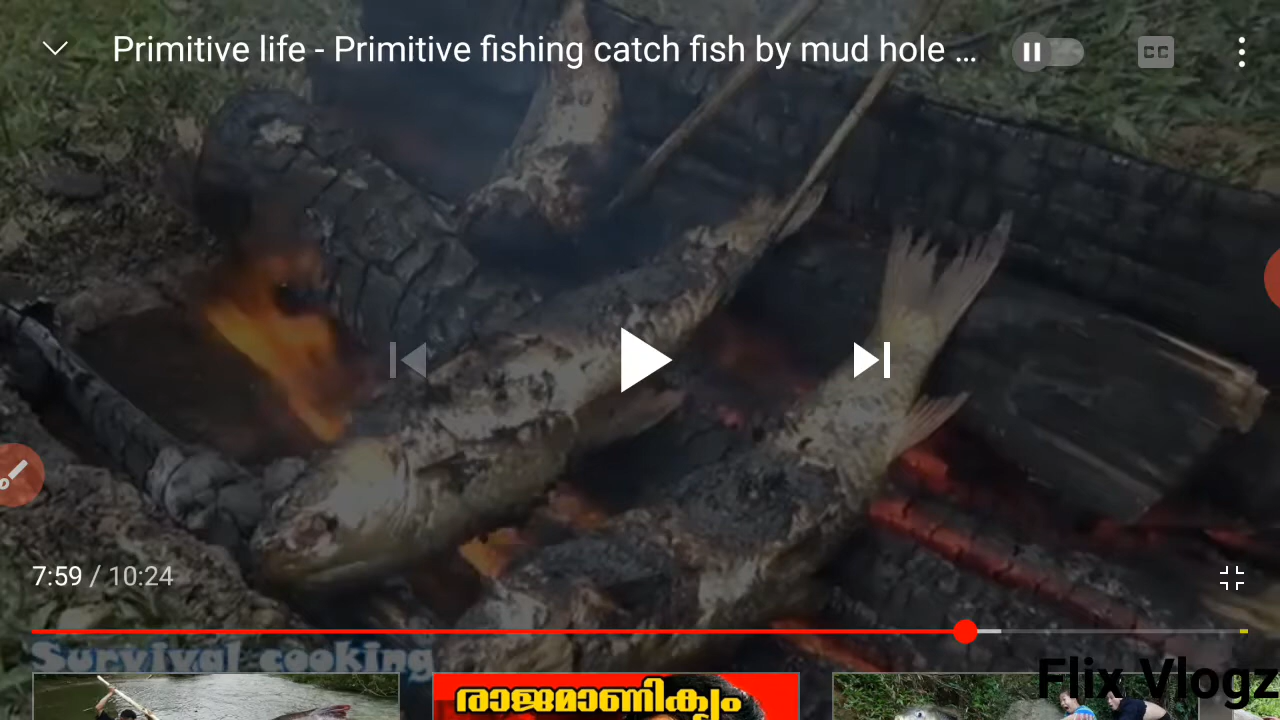 Primitive life - Primitive fishing catch fish by mud hole ...
CC
7:59 / 10:24
Survival cooking
രാജമാണിക്യം
Flix Vlogz